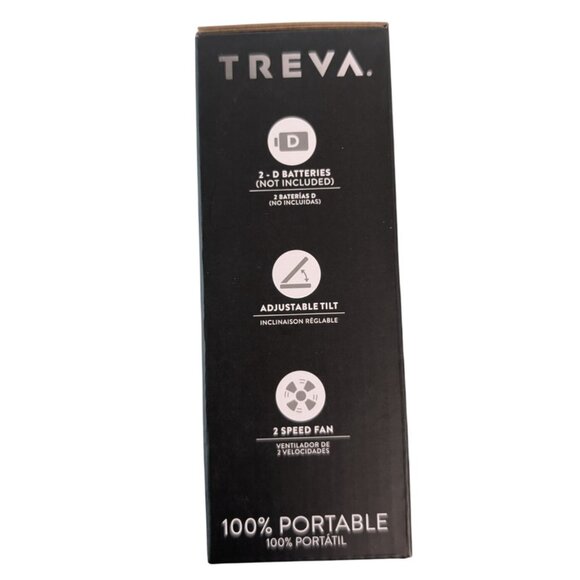 TREVA.
D
2 - D BATTERIES
(NOT INCLUDED)
2 BATERÍAS D
(NO INCLUIDAS)
ADJUSTABLE TILT
INCLINAISON RÉGLABLE
2 SPEED FAN
VENTILADOR DE
2 VELOCIDADES
100% PORTABLE
100% PORTÁTIL